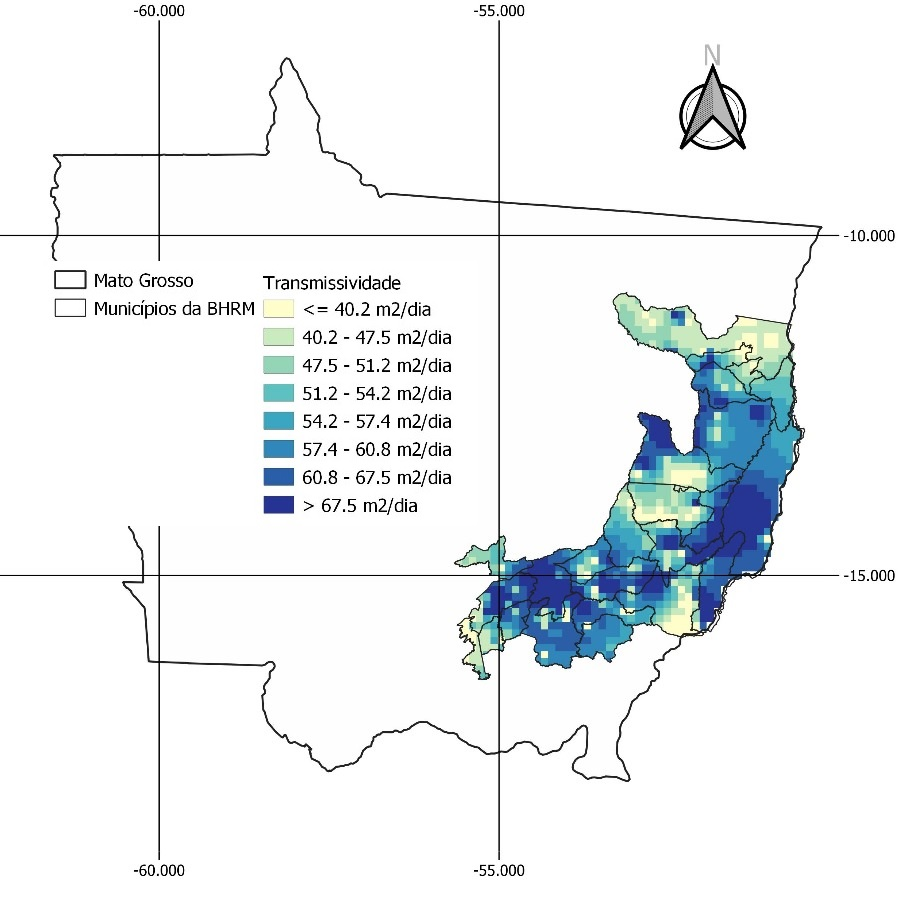 -60.000 -55.000
N
-10.000
Mato Grosso
Municípios da BHRM
Transmissividade
<= 40.2 m2/dia
40.2 - 47.5 m2/dia
47.5 - 51.2 m2/dia
51.2 - 54.2 m2/dia
54.2 - 57.4 m2/dia
57.4 - 60.8 m2/dia
60.8 - 67.5 m2/dia
> 67.5 m2/dia
-15.000
-60.000 -55.000